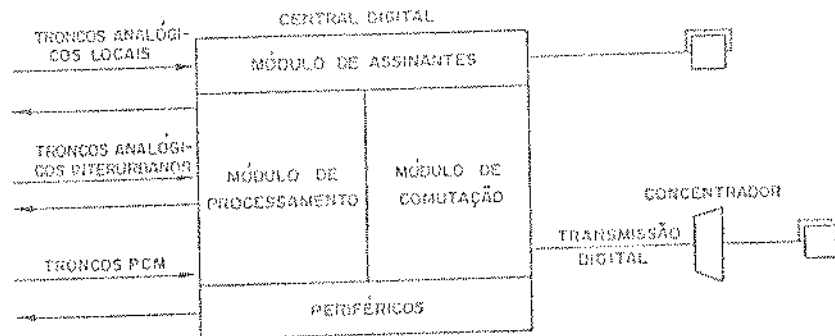 CENTRAL DIGITAL
TRONCOS ANALÓGI-
COS LOCAIS
MÓDULO DE ASSINANTES
TRONCOS ANALÓGI-
COS INTERURBANOS
MÓDULO DE
PROCESSAMENTO
MÓDULO DE
COMUTAÇÃO
CONCENTRADOR
TRANSMISSÃO
DIGITAL
TRONCOS PCM
PERIFÉRICOS